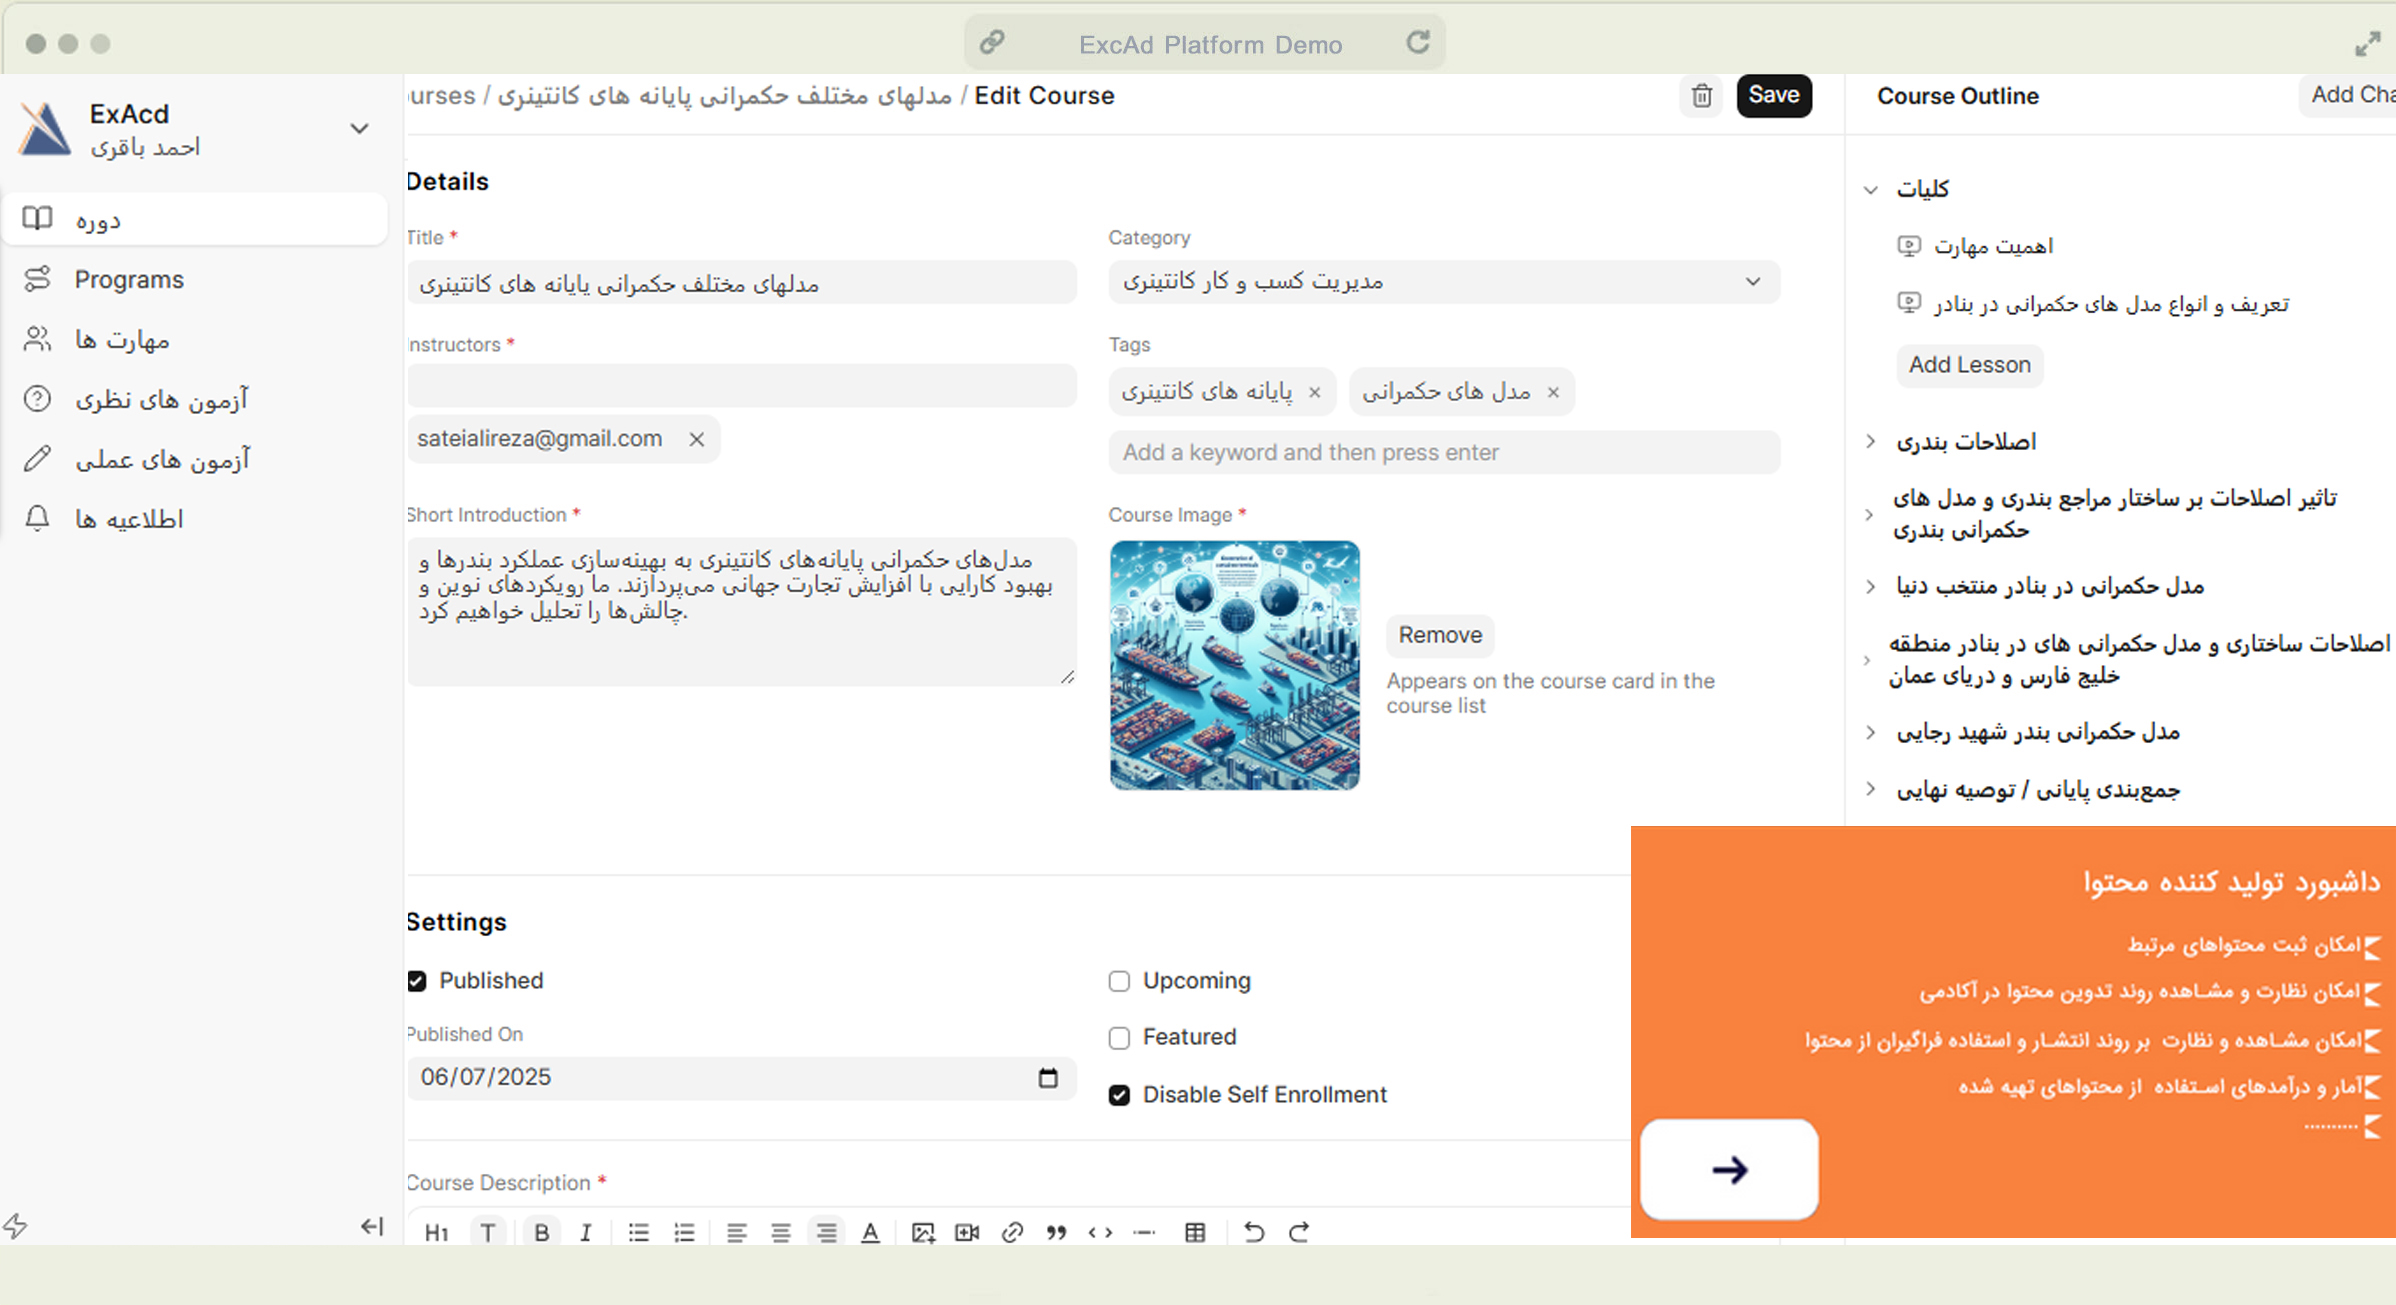 ExcAd Platform Demo
ExAcd
احمد باقری
دوره
Programs
مهارت ها
آزمون های نظری
آزمون های عملی
اطلاعیه ها
urses / مدلهای مختلف حکمرانی پایانه های کانتینری / Edit Course
Save
Details
Title *
مدلهای مختلف حکمرانی پایانه های کانتینری
Category
مدیریت کسب و کار کانتینری
Instructors *
sateialireza@gmail.com
Tags
پایانه های کانتینری
مدل های حکمرانی
Add a keyword and then press enter
Short Introduction *
مدل‌های حکمرانی پایانه‌های کانتینری به بهینه‌سازی عملکرد بندرها و
بهبود کارایی با افزایش تجارت جهانی می‌پردازند. ما رویکردهای نوین و
چالش‌ها را تحلیل خواهیم کرد.
Course Image *
Remove
Appears on the course card in the
course list
Settings
Published
Published On
06/07/2025
Upcoming
Featured
Disable Self Enrollment
Course Description *
H1 T B I A
Course Outline
Add Cha
کلیات
اهمیت مهارت
تعریف و انواع مدل های حکمرانی در بنادر
Add Lesson
اصلاحات بندری
تاثیر اصلاحات بر ساختار مراجع بندری و مدل های
حکمرانی بندری
مدل حکمرانی در بنادر منتخب دنیا
اصلاحات ساختاری و مدل حکمرانی های در بنادر منطقه
خلیج فارس و دریای عمان
مدل حکمرانی بندر شهید رجایی
جمع‌بندی پایانی / توصیه نهایی
داشبورد تولید کننده محتوا
امکان ثبت محتواهای مرتبط
امکان نظارت و مشاهده روند تدوین محتوا در آکادمی
امکان مشاهده و نظارت بر روند انتشار و استفاده فراگیران از محتوا
آمار و درآمدهای استفاده از محتواهای تهیه شده
..........